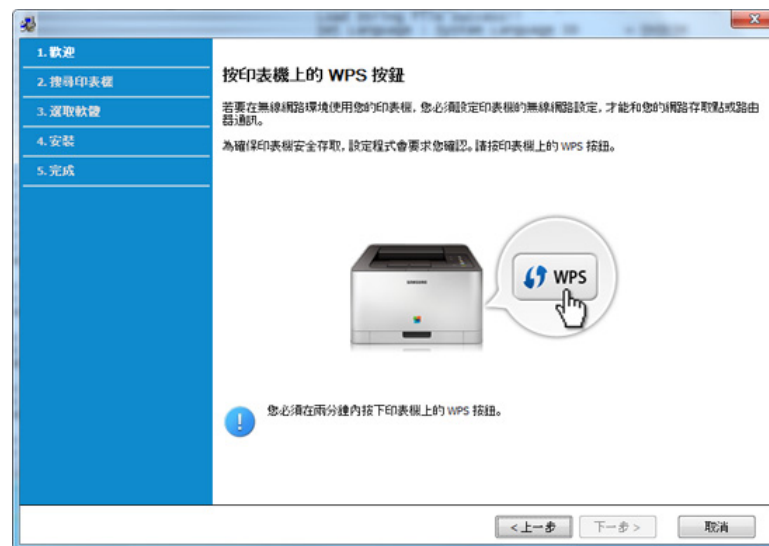 1. 歡迎
2. 搜尋印表機
3. 選取軟體
4. 安裝
5. 完成
按印表機上的 WPS 按鈕
若要在無線網路環境使用您的印表機，您必須設定印表機的無線網路設定，才能和您的網路存取點或路由
器通訊。
為確保印表機安全存取，設定程式會要求您確認。請按印表機上的 WPS 按鈕。
SAMSUNG
WPS
您必須在兩分鐘內按下印表機上的 WPS 按鈕。
<上一步
下一步 >
取消